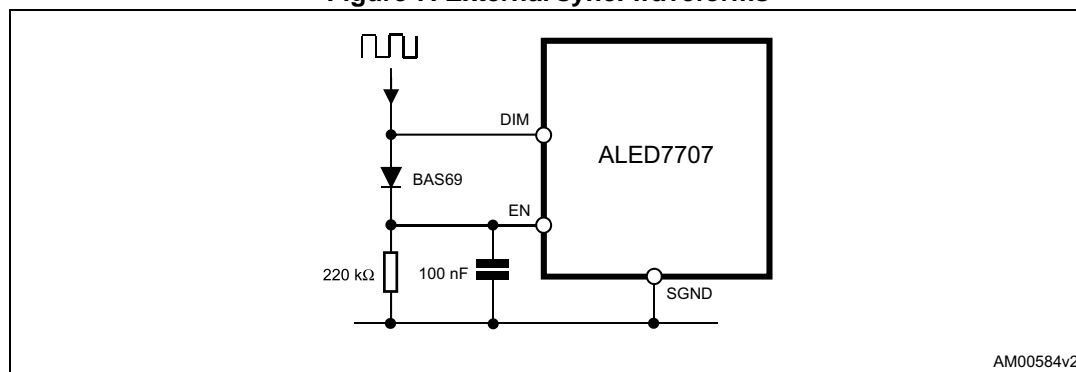 Figure 7. External sync. waveforms
DIM
ALED7707
BAS69
EN
220 kΩ
100 nF
SGND
AM00584v2